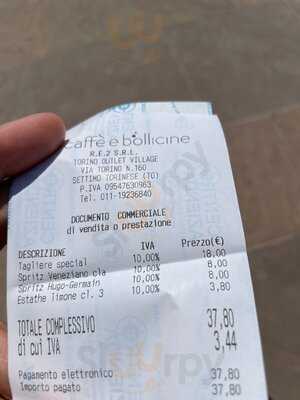 caffè e bollicine
R.E.2 S.R.L.
TORINO OUTLET VILLAGE
VIA TORINO N.160
SETTIMO TORINESE (TO)
P.IVA 09547630963
Tel. 011-19236840
DOCUMENTO COMMERCIALE
di vendita o prestazione
DESCRIZIONE IVA Prezzo(€)
Tagliere special 10,00% 18,00
Spritz Veneziano cla 10,00% 8,00
Spritz Hugo-Germain 10,00% 8,00
Estathe limone cl. 3 10,00% 3,80
TOTALE COMPLESSIVO 37,80
di cui IVA 3,44
Pagamento elettronico 37,80
Importo pagato 37,80
Sluurpy